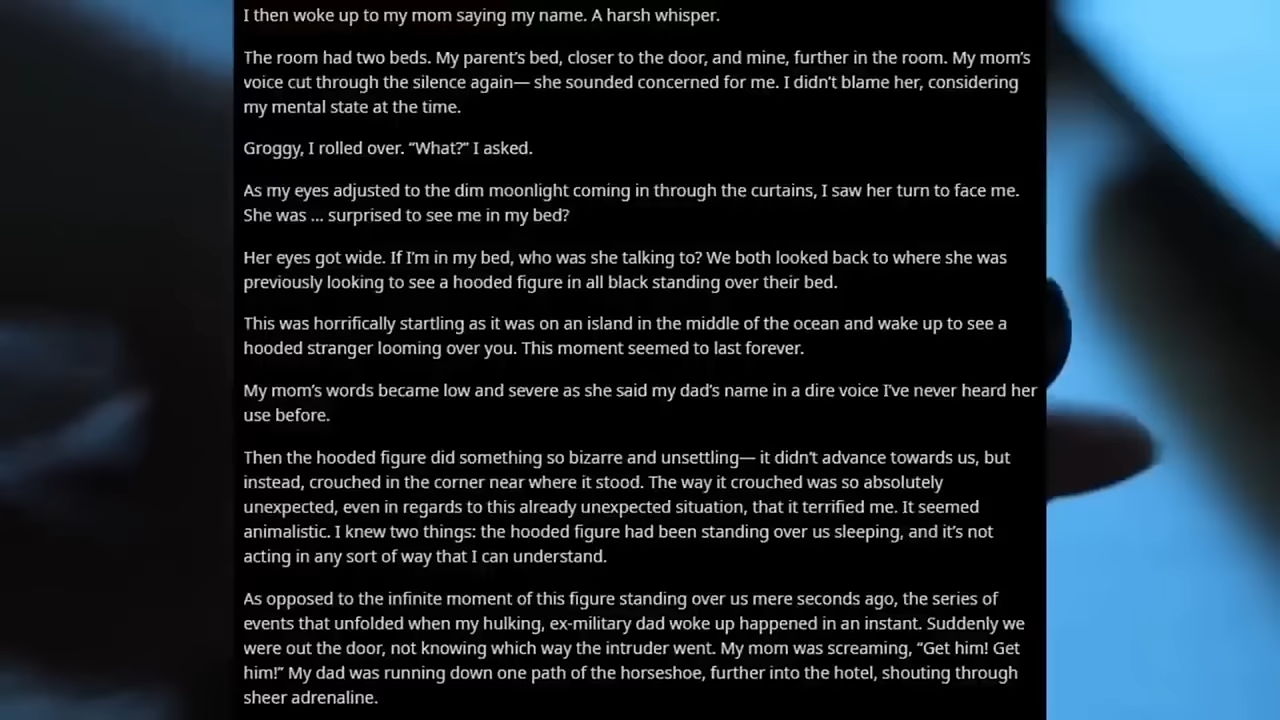 I then woke up to my mom saying my name. A harsh whisper.
The room had two beds. My parent's bed, closer to the door, and mine, further in the room. My mom's
voice cut through the silence again— she sounded concerned for me. I didn't blame her, considering
my mental state at the time.
Groggy, I rolled over. “What?” I asked.
As my eyes adjusted to the dim moonlight coming in through the curtains, I saw her turn to face me.
She was ... surprised to see me in my bed?
Her eyes got wide. If I'm in my bed, who was she talking to? We both looked back to where she was
previously looking to see a hooded figure in all black standing over their bed.
This was horrifically startling as it was on an island in the middle of the ocean and wake up to see a
hooded stranger looming over you. This moment seemed to last forever.
My mom's words became low and severe as she said my dad's name in a dire voice I've never heard her
use before.
Then the hooded figure did something so bizarre and unsettling— it didn't advance towards us, but
instead, crouched in the corner near where it stood. The way it crouched was so absolutely
unexpected, even in regards to this already unexpected situation, that it terrified me. It seemed
animalistic. I knew two things: the hooded figure had been standing over us sleeping, and it's not
acting in any sort of way that I can understand.
As opposed to the infinite moment of this figure standing over us mere seconds ago, the series of
events that unfolded when my hulking, ex-military dad woke up happened in an instant. Suddenly we
were out the door, not knowing which way the intruder went. My mom was screaming, “Get him! Get
him!” My dad was running down one path of the horseshoe, further into the hotel, shouting through
sheer adrenaline.